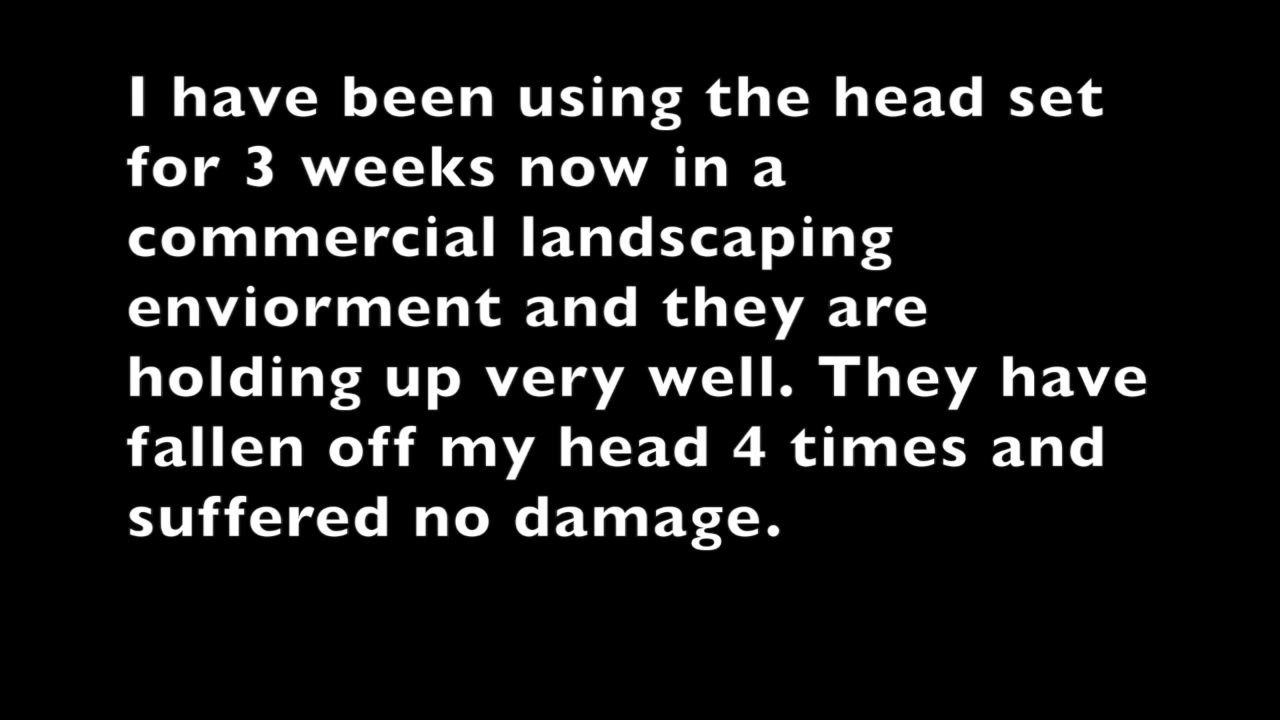 I have been using the head set
for 3 weeks now in a
commercial landscaping
enviorment and they are
holding up very well. They have
fallen off my head 4 times and
suffered no damage.